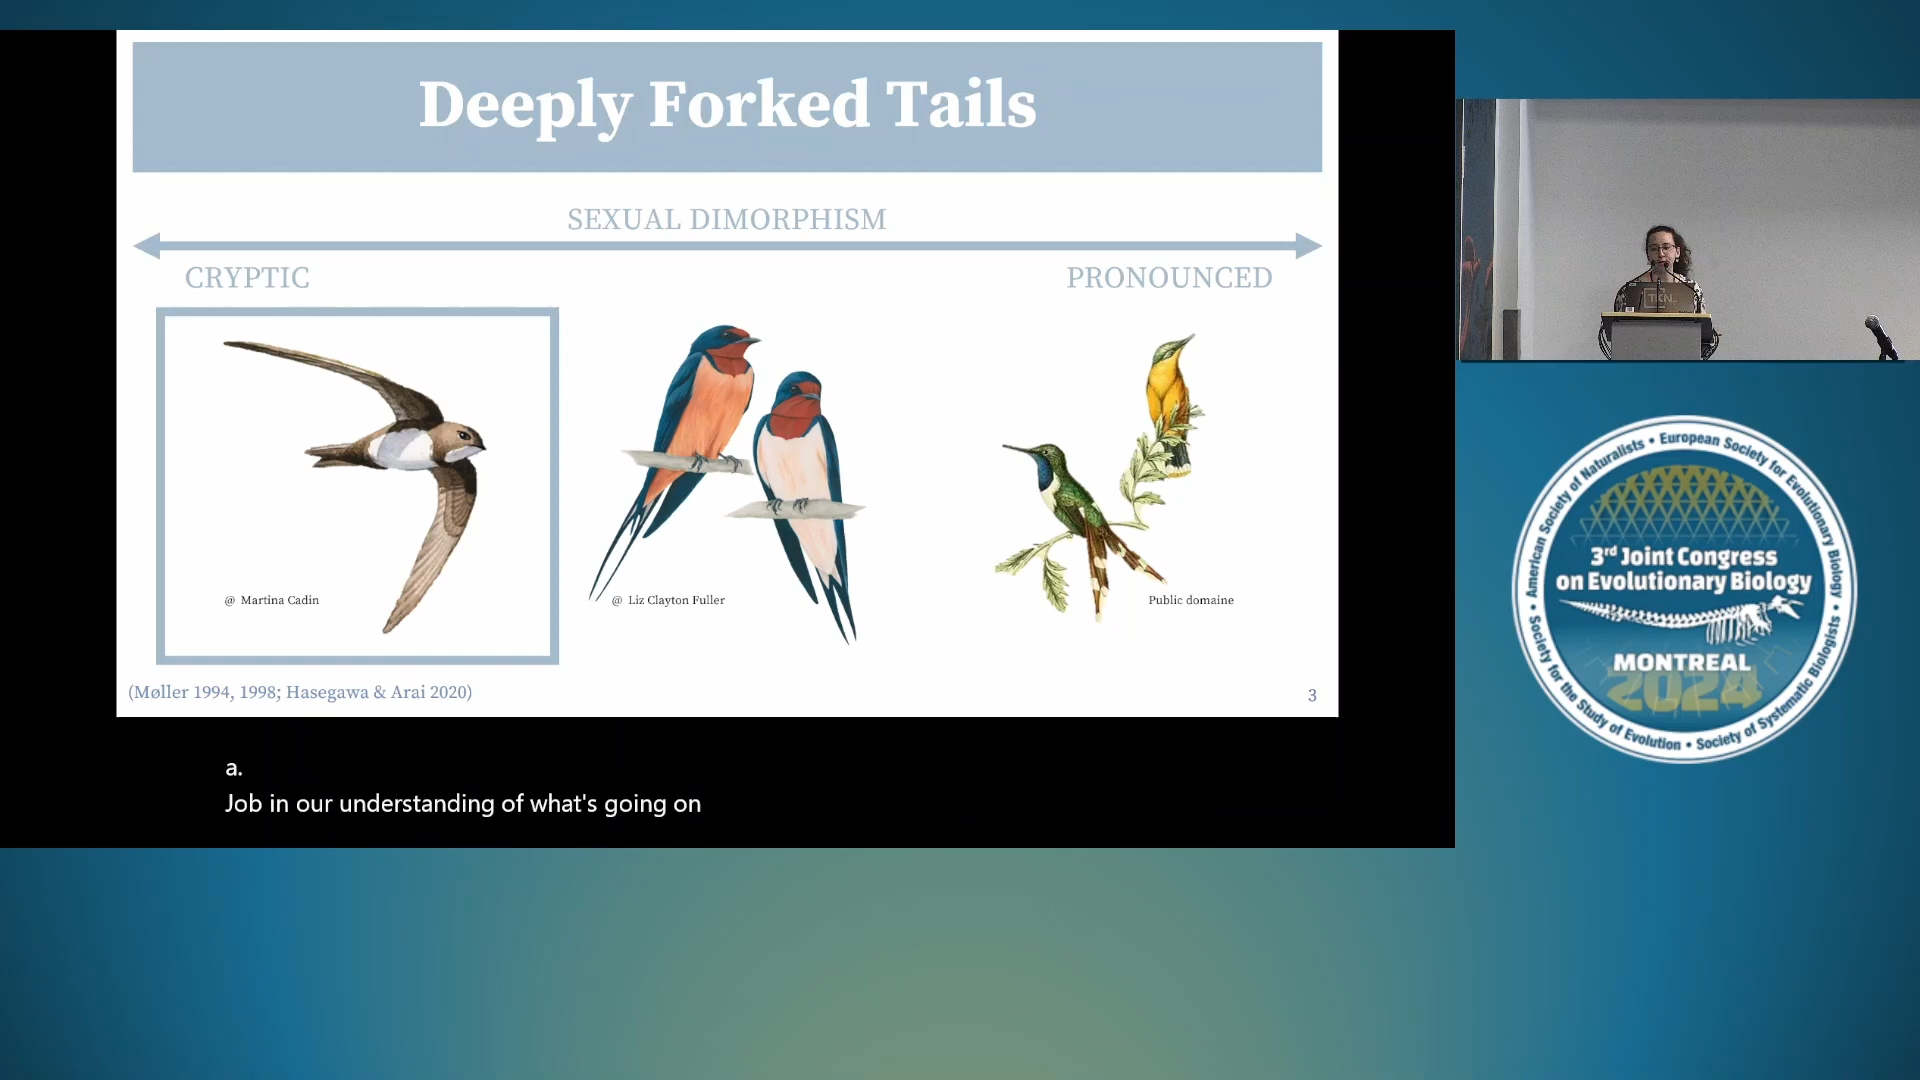 Deeply Forked Tails
SEXUAL DIMORPHISM
CRYPTIC
PRONOUNCED
@ Martina Cadin
@ Liz Clayton Fuller
Public domaine
(Møller 1994, 1998; Hasegawa & Arai 2020)
3
a.
Job in our understanding of what's going on
TKNL
American Society of Naturalists • European Society for Evolutionary Biology •
Society for the Study of Evolution • Society of Systematic Biologists •
3rd Joint Congress
on Evolutionary Biology
MONTREAL
2024